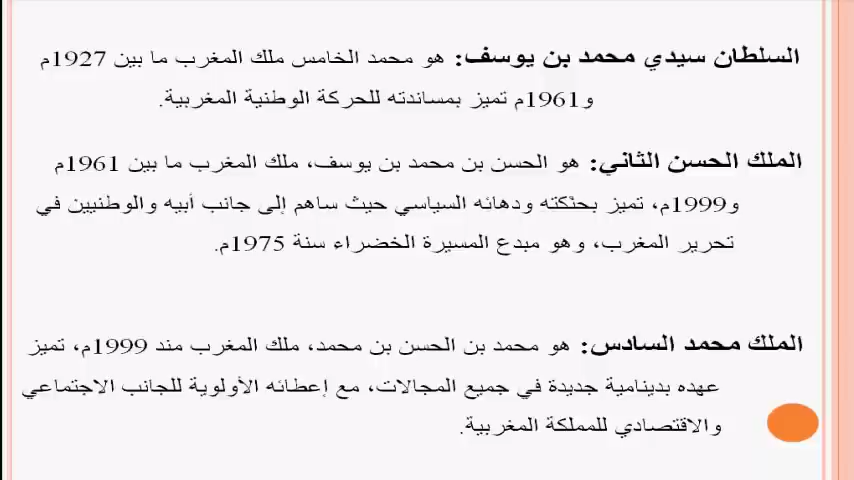 السلطان سيدي محمد بن يوسف: هو محمد الخامس ملك المغرب ما بين 1927م
و1961م تميز بمساندته للحركة الوطنية المغربية.
الملك الحسن الثاني: هو الحسن بن محمد بن يوسف، ملك المغرب ما بين 1961م
و1999م، تميز بحنكته ودهائه السياسي حيث ساهم إلى جانب أبيه والوطنيين في
تحرير المغرب، وهو مبدع المسيرة الخضراء سنة 1975م.
الملك محمد السادس: هو محمد بن الحسن بن محمد، ملك المغرب مند 1999م، تميز
عهده بدينامية جديدة في جميع المجالات، مع إعطائه الأولوية للجانب الاجتماعي
والاقتصادي للمملكة المغربية.